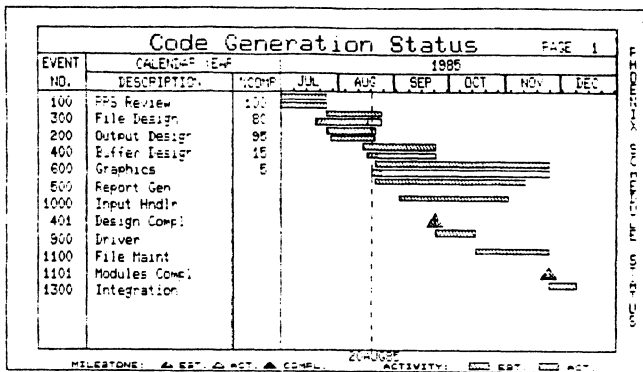 Code Generation Status PAGE 1
EVENT NO. CALENDAR YEAR 1985
DESCRIPTION %COMP JUL AUG SEP OCT NOV DEC
100 PPS Review 100
300 File Design 80
200 Output Design 95
400 Buffer Design 15
600 Graphics 5
500 Report Gen
1000 Input Hndlr
401 Design Compl
900 Driver
1100 File Maint
1101 Modules Compl
1300 Integration
20AUG85
MILESTONE: EST. ACT. COMPL. ACTIVITY: EST. ACT.
PHOENIX SCHEDULE STATUS